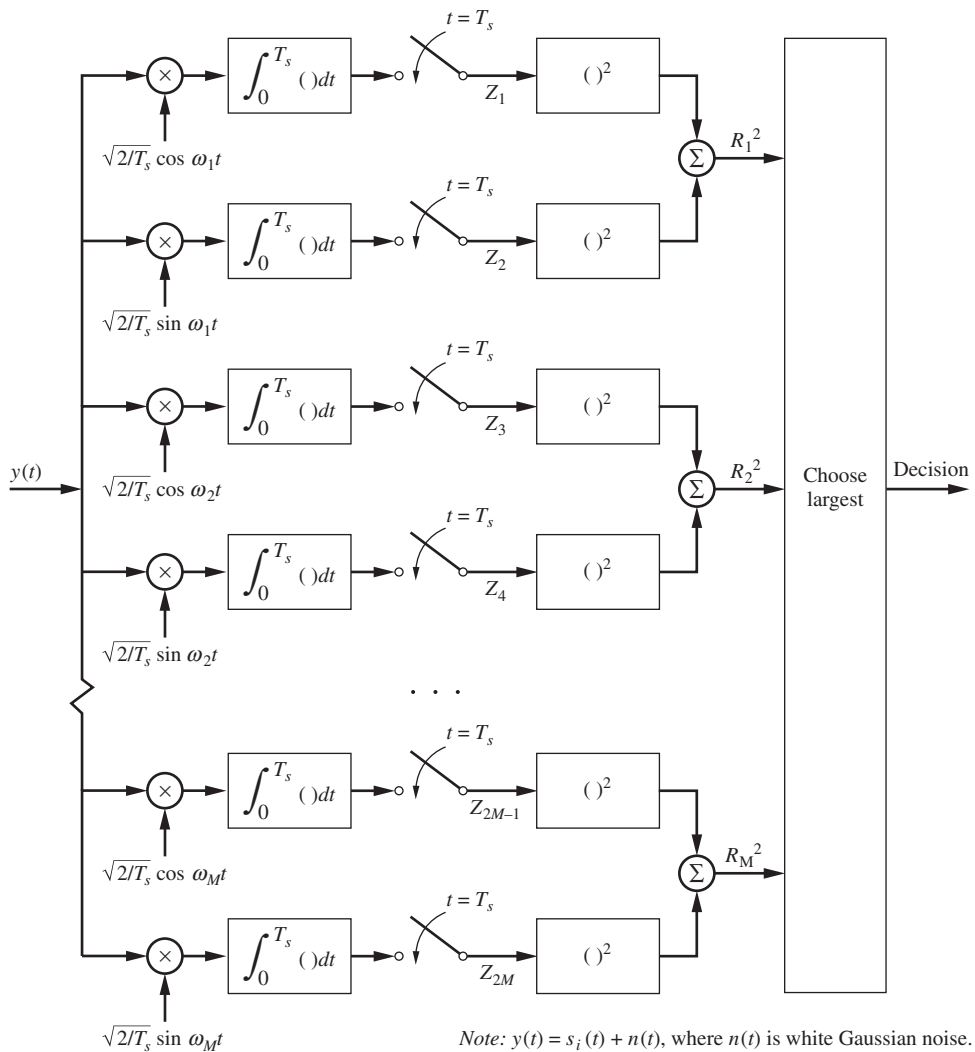 t = T_s
∫_0^{T_s} ( )dt
Z_1
( )^2
√2/T_s cos ω_1t
Σ
R_1^2
t = T_s
∫_0^{T_s} ( )dt
Z_2
( )^2
√2/T_s sin ω_1t
t = T_s
∫_0^{T_s} ( )dt
Z_3
( )^2
√2/T_s cos ω_2t
y(t)
Σ
R_2^2
Choose
largest
Decision
t = T_s
∫_0^{T_s} ( )dt
Z_4
( )^2
√2/T_s sin ω_2t
. . .
t = T_s
∫_0^{T_s} ( )dt
Z_{2M–1}
( )^2
√2/T_s cos ω_Mt
Σ
R_M^2
t = T_s
∫_0^{T_s} ( )dt
Z_{2M}
( )^2
√2/T_s sin ω_Mt
Note: y(t) = s_i (t) + n(t), where n(t) is white Gaussian noise.